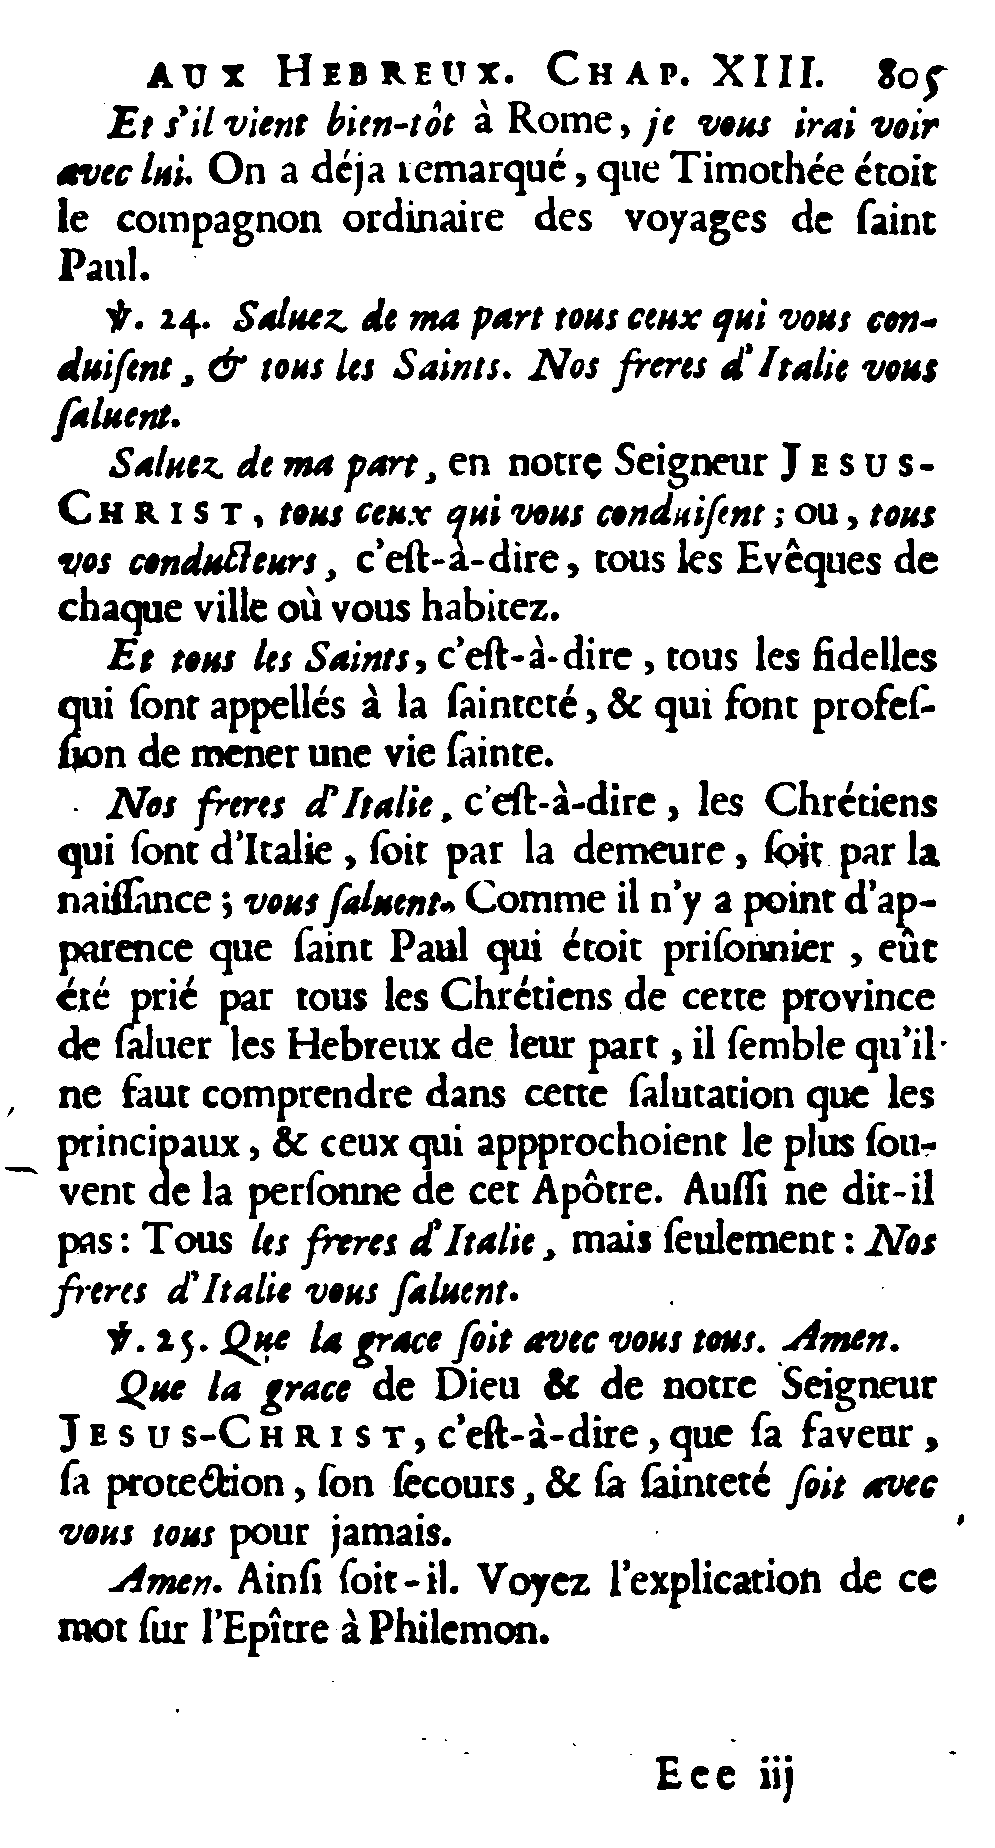 AUX HEBREUX. CHAP. XIII. 805
Et s'il vient bien-tôt à Rome, je vous irai voir
avec lui. On a déja remarqué, que Timothée étoit
le compagnon ordinaire des voyages de ſaint
Paul.
℣. 24. Saluez de ma part tous ceux qui vous con-
duiſent, & tous les Saints. Nos freres d'Italie vous
ſaluent.
Saluez de ma part, en notre Seigneur JESUS-
CHRIST, tous ceux qui vous conduiſent; ou, tous
vos conducteurs, c'eſt-à-dire, tous les Evêques de
chaque ville où vous habitez.
Et tous les Saints, c'eſt-à-dire, tous les fidelles
qui ſont appellés à la ſainteté, & qui font profeſ-
ſion de mener une vie ſainte.
Nos freres d'Italie, c'eſt-à-dire, les Chrétiens
qui ſont d'Italie, ſoit par la demeure, ſoit par la
naiſſance; vous ſaluent. Comme il n'y a point d'ap-
parence que ſaint Paul qui étoit priſonnier, eût
été prié par tous les Chrétiens de cette province
de ſaluer les Hebreux de leur part, il ſemble qu'il
ne faut comprendre dans cette ſalutation que les
principaux, & ceux qui appprochoient le plus ſou-
vent de la perſonne de cet Apôtre. Auſſi ne dit-il
pas: Tous les freres d'Italie, mais ſeulement: Nos
freres d'Italie vous ſaluent.
℣. 25. Que la grace ſoit avec vous tous. Amen.
Que la grace de Dieu & de notre Seigneur
JESUS-CHRIST, c'eſt-à-dire, que ſa faveur,
ſa protection, ſon ſecours, & ſa ſainteté ſoit avec
vous tous pour jamais.
Amen. Ainſi ſoit-il. Voyez l'explication de ce
mot ſur l'Epître à Philemon.
Eee iij